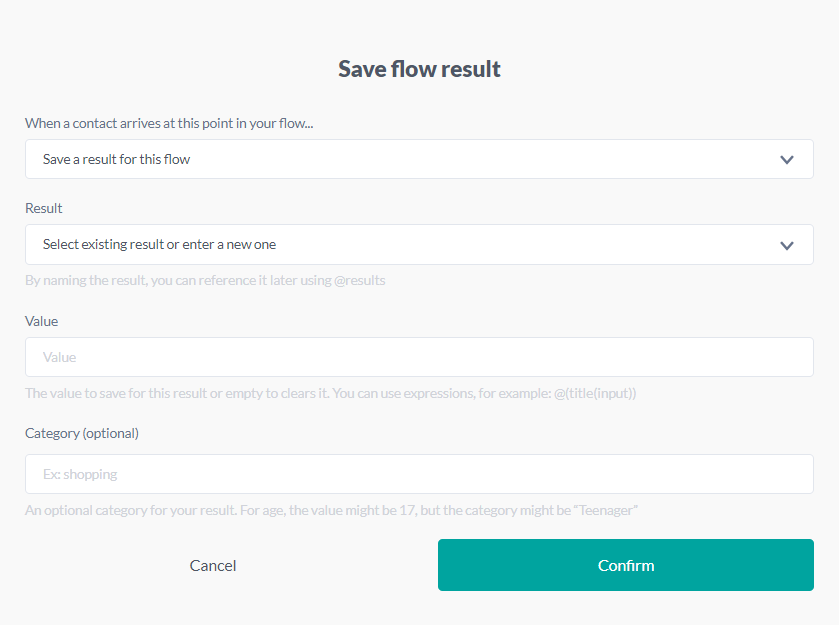 Save flow result
When a contact arrives at this point in your flow...
Save a result for this flow
Result
Select existing result or enter a new one
By naming the result, you can reference it later using @results
Value
Value
The value to save for this result or empty to clears it. You can use expressions, for example: @(title(input))
Category (optional)
Ex: shopping
An optional category for your result. For age, the value might be 17, but the category might be "Teenager"
Cancel
Confirm